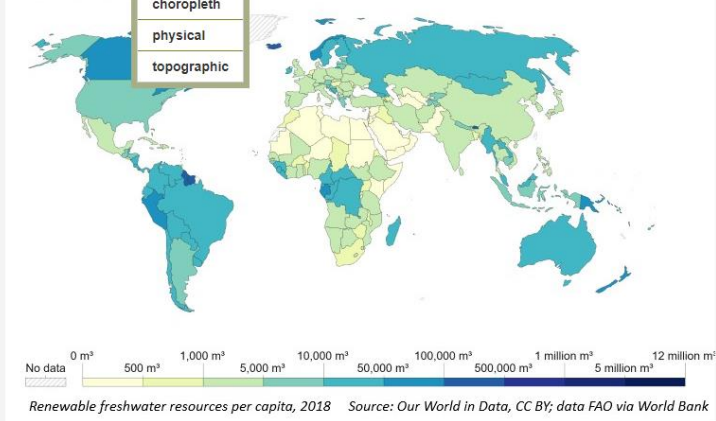 choropleth
physical
topographic
0 m³ 1,000 m³ 10,000 m³ 100,000 m³ 1 million m³ 12 million m³
No data 500 m³ 5,000 m³ 50,000 m³ 500,000 m³ 5 million m³
Renewable freshwater resources per capita, 2018 Source: Our World in Data, CC BY; data FAO via World Bank